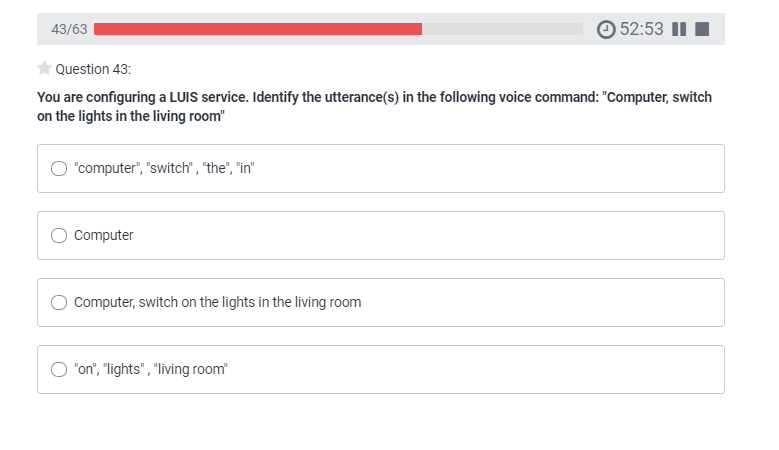 43/63
52:53
Question 43:
You are configuring a LUIS service. Identify the utterance(s) in the following voice command: "Computer, switch
on the lights in the living room"
"computer", "switch" , "the", "in"
Computer
Computer, switch on the lights in the living room
"on", "lights" , "living room"